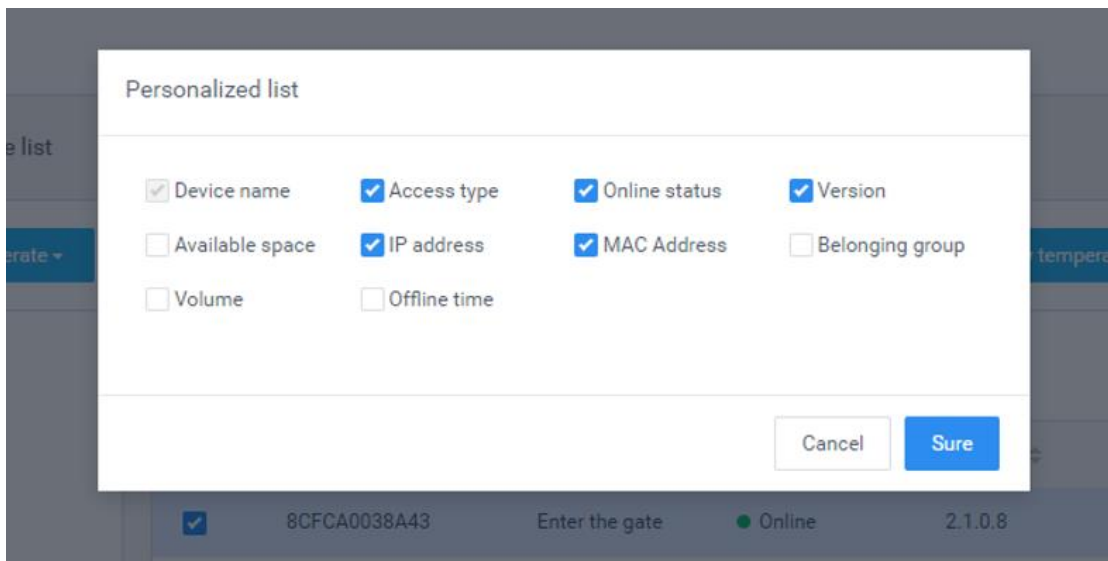 Personalized list
e list
Device name Access type Online status Version
Available space IP address MAC Address Belonging group
erate
Volume Offline time
Cancel Sure
8CFCA0038A43 Enter the gate Online 2.1.0.8